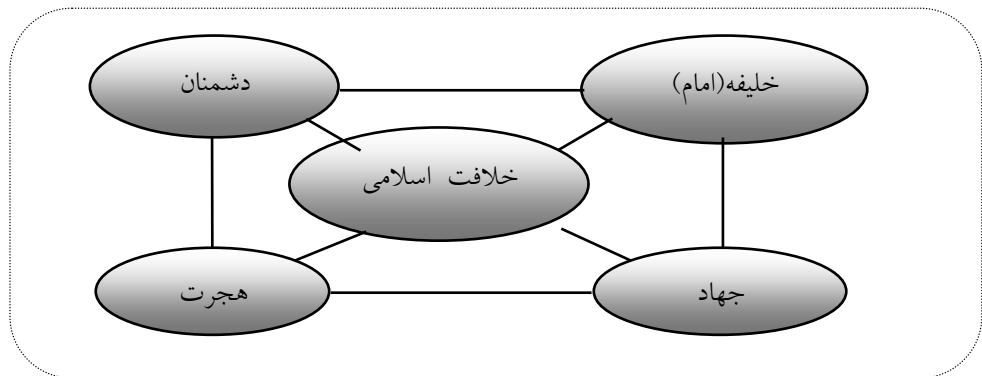 خلیفه(امام)
دشمنان
خلافت اسلامی
جهاد
هجرت